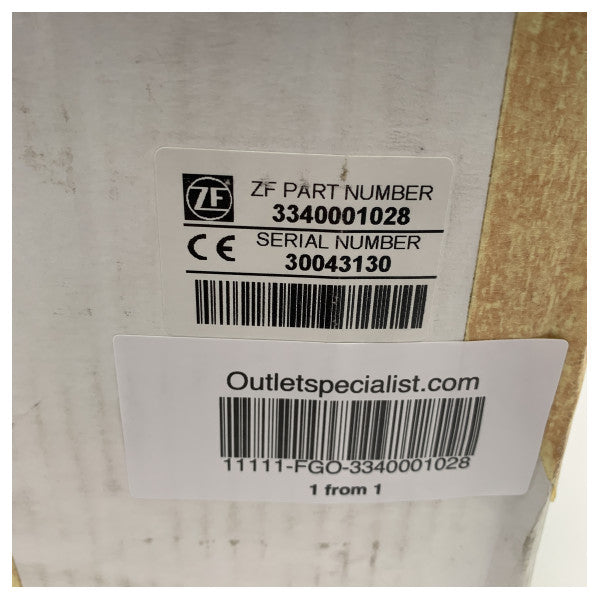 ZF
ZF PART NUMBER
3340001028
CE
SERIAL NUMBER
30043130
Outletspecialist.com
11111-FGO-3340001028
1 from 1